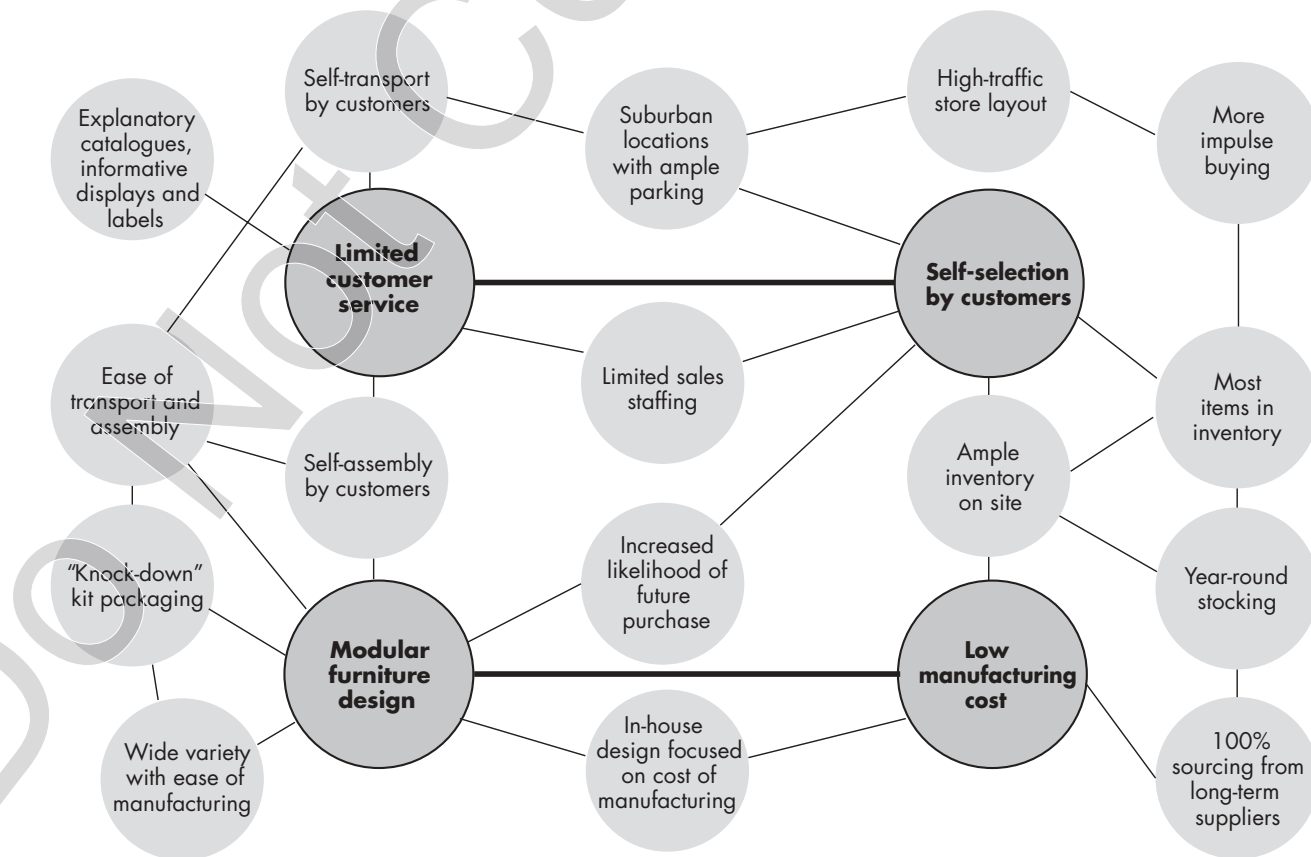 Self-transport
by customers
High-traffic
store layout
Explanatory
catalogues,
informative
displays and
labels
Suburban
locations
with ample
parking
More
impulse
buying
Limited
customer
service
Self-selection
by customers
Ease of
transport and
assembly
Limited sales
staffing
Most
items in
inventory
Self-assembly
by customers
Ample
inventory
on site
"Knock-down"
kit packaging
Increased
likelihood of
future
purchase
Year-round
stocking
Modular
furniture
design
Low
manufacturing
cost
Wide variety
with ease of
manufacturing
In-house
design focused
on cost of
manufacturing
100%
sourcing from
long-term
suppliers
Do Not